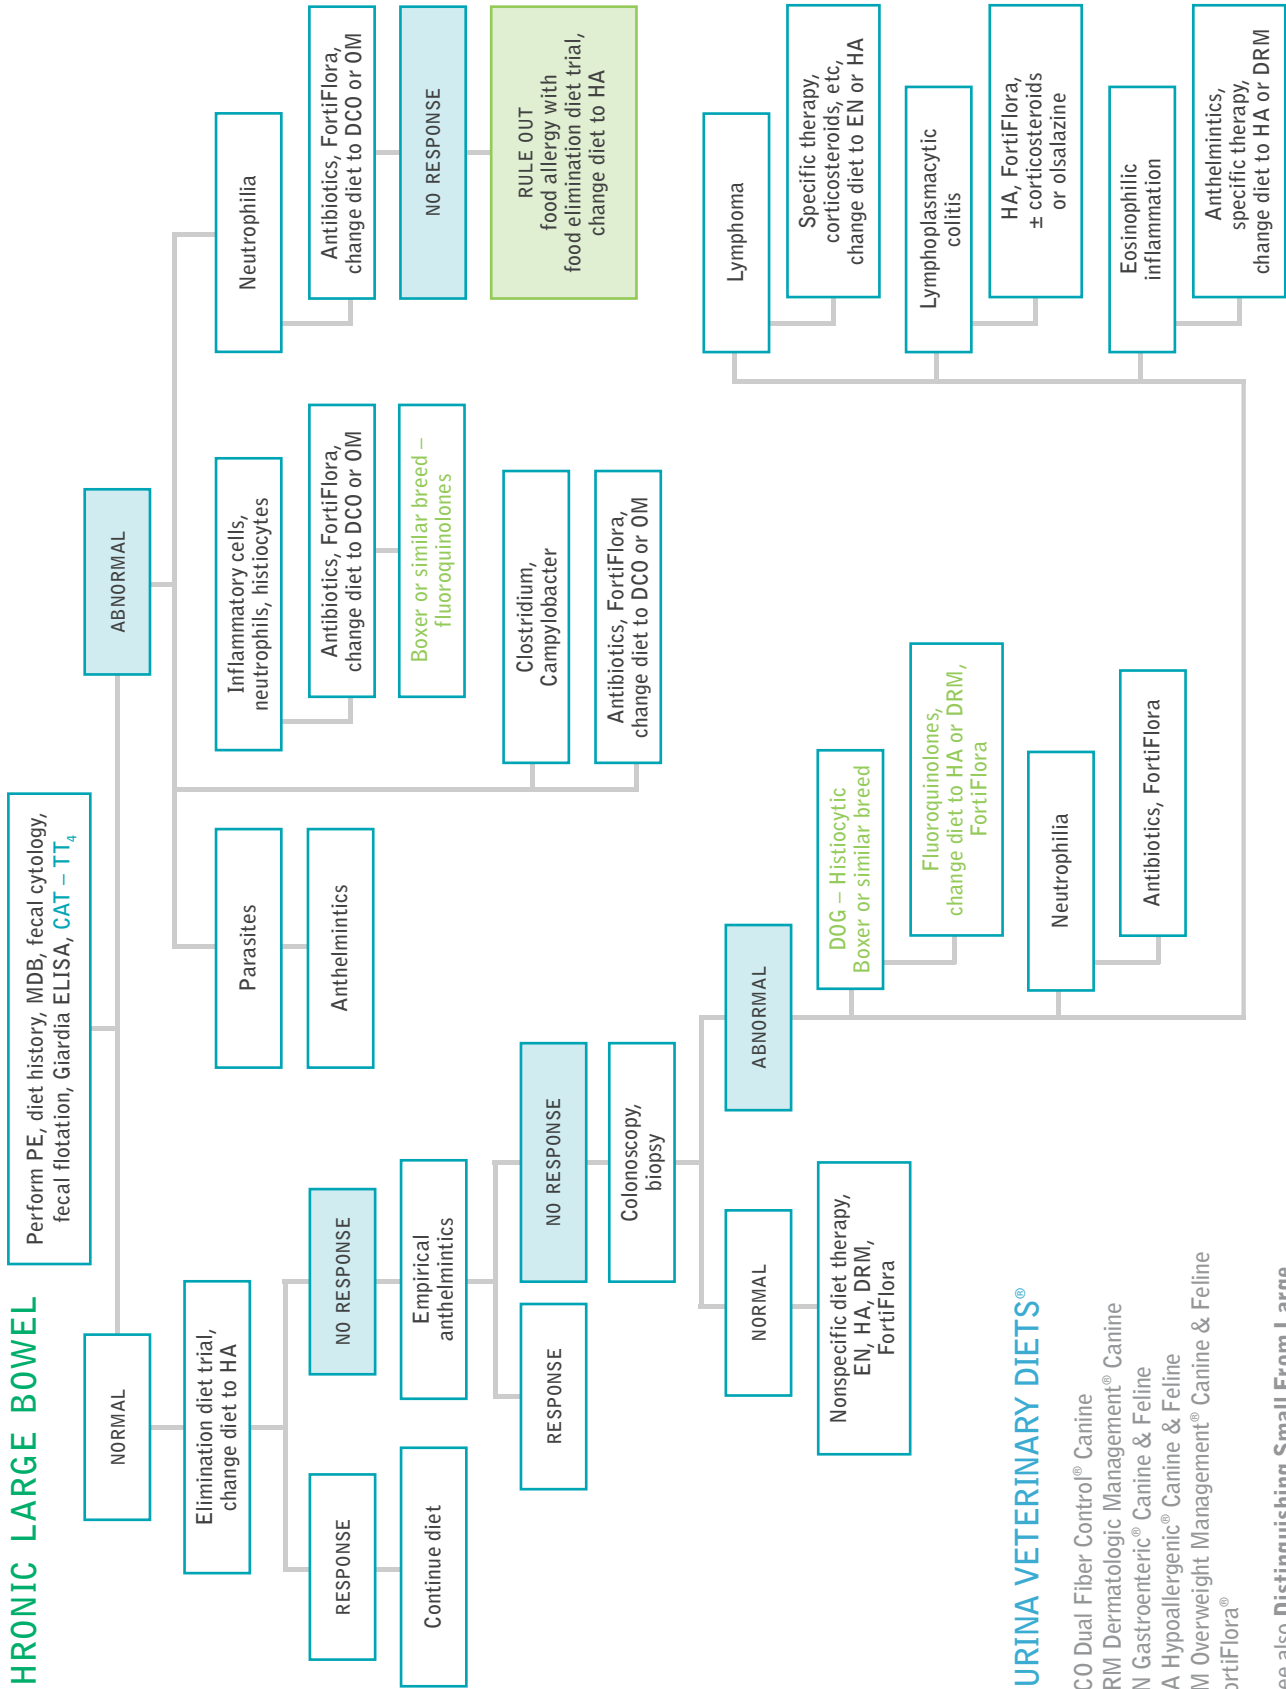 HRONIC LARGE BOWEL
Perform PE, diet history, MDB, fecal cytology,
fecal flotation, Giardia ELISA, CAT – TT₄
NORMAL
Elimination diet trial,
change diet to HA
RESPONSE
Continue diet
NO RESPONSE
Empirical
anthelmintics
RESPONSE
NO RESPONSE
Colonoscopy,
biopsy
NORMAL
Nonspecific diet therapy,
EN, HA, DRM,
FortiFlora
ABNORMAL
DOG – Histiocytic
Boxer or similar breed
Fluoroquinolones,
change diet to HA or DRM,
FortiFlora
Neutrophilia
Antibiotics, FortiFlora
Lymphoma
Specific therapy,
corticosteroids, etc,
change diet to EN or HA
Lymphoplasmacytic
colitis
HA, FortiFlora,
± corticosteroids
or olsalazine
Eosinophilic
inflammation
Anthelmintics,
specific therapy,
change diet to HA or DRM
ABNORMAL
Parasites
Anthelmintics
Inflammatory cells,
neutrophils, histiocytes
Antibiotics, FortiFlora,
change diet to DCO or OM
Boxer or similar breed –
fluoroquinolones
Clostridium,
Campylobacter
Antibiotics, FortiFlora,
change diet to DCO or OM
Neutrophilia
Antibiotics, FortiFlora,
change diet to DCO or OM
NO RESPONSE
RULE OUT
food allergy with
food elimination diet trial,
change diet to HA
URINA VETERINARY DIETS®
CO Dual Fiber Control® Canine
RM Dermatologic Management® Canine
N Gastroenteric® Canine & Feline
A Hypoallergenic® Canine & Feline
M Overweight Management® Canine & Feline
ortiFlora®
ee also Distinguishing Small From Large